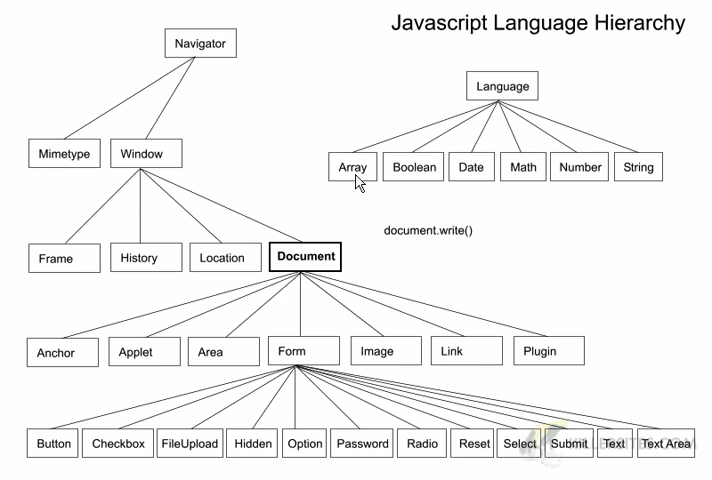 Javascript Language Hierarchy
Navigator
Language
Mimetype Window
Array Boolean Date Math Number String
document.write()
Frame History Location Document
Anchor Applet Area Form Image Link Plugin
Button Checkbox FileUpload Hidden Option Password Radio Reset Select Submit Text Text Area
KILLERSITES.COM